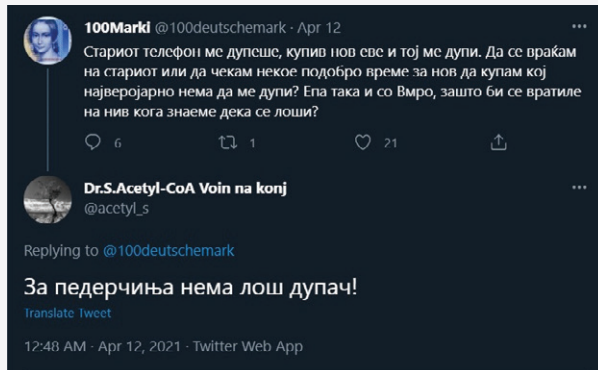 100Marki @100deutschemark · Apr 12
Стариот телефон ме дупеше, купив нов еве и тој ме дупи. Да се враќам
на стариот или да чекам некое подобро време за нов да купам кој
најверојарно нема да ме дупи? Епа така и со Вмро, зашто би се вратиле
на нив кога знаеме дека се лоши?
6 1 21
Dr.S.Acetyl-CoA Voin na konj
@acetyl_s
Replying to @100deutschemark
За педерчиња нема лош дупач!
Translate Tweet
12:48 AM · Apr 12, 2021 · Twitter Web App